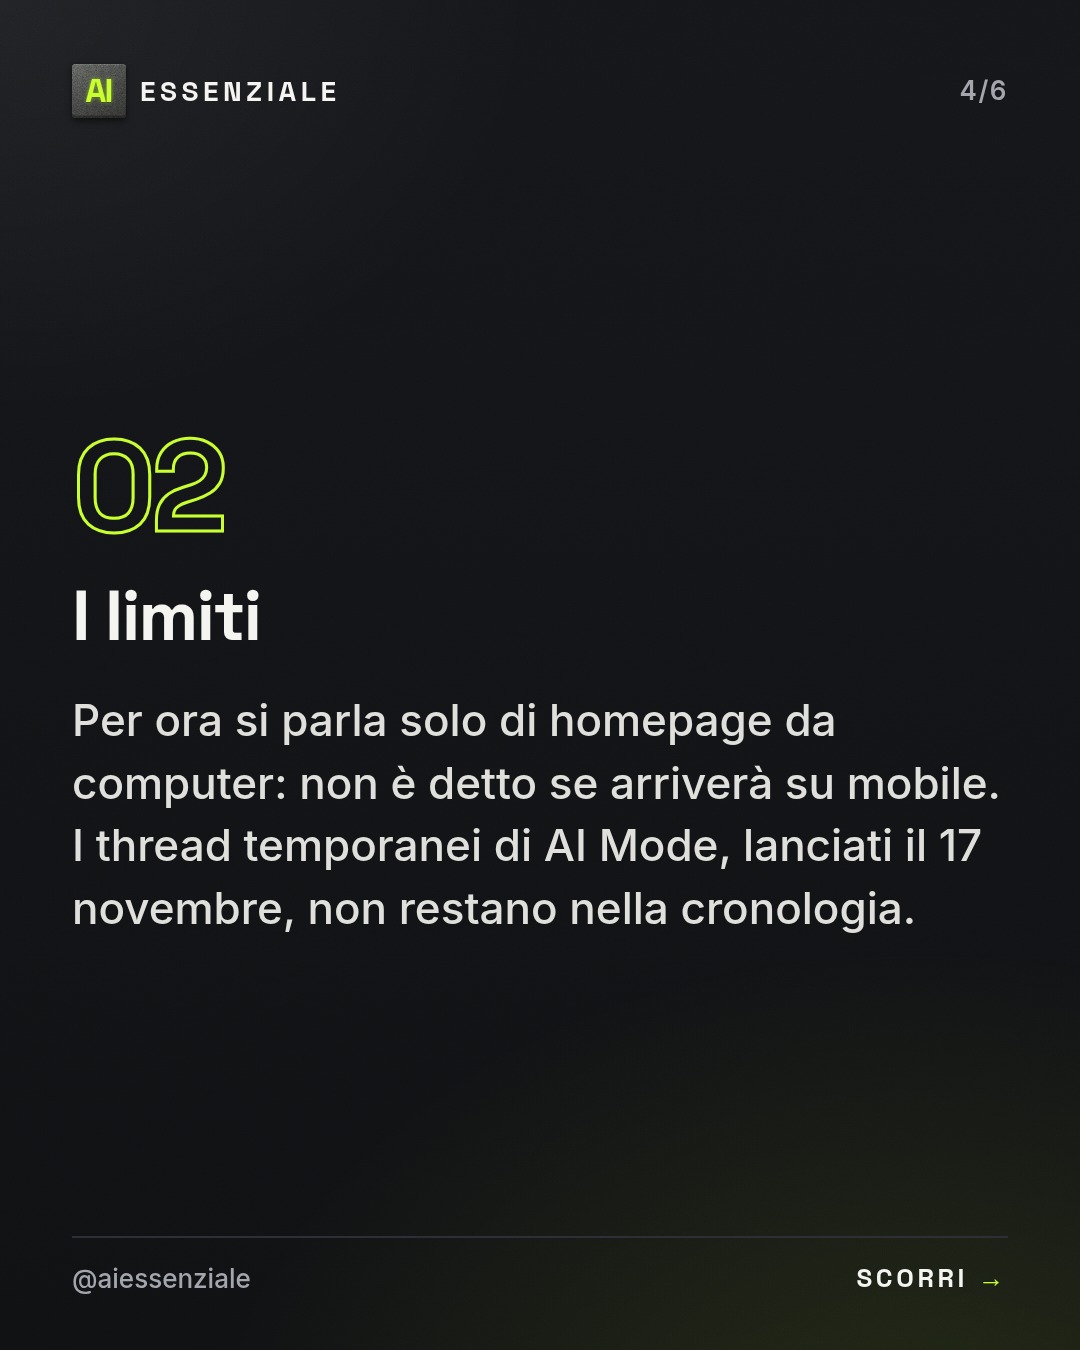 AI ESSENZIALE
4/6
02
I limiti
Per ora si parla solo di homepage da
computer: non è detto se arriverà su mobile.
I thread temporanei di AI Mode, lanciati il 17
novembre, non restano nella cronologia.
@aiessenziale
SCORRI →